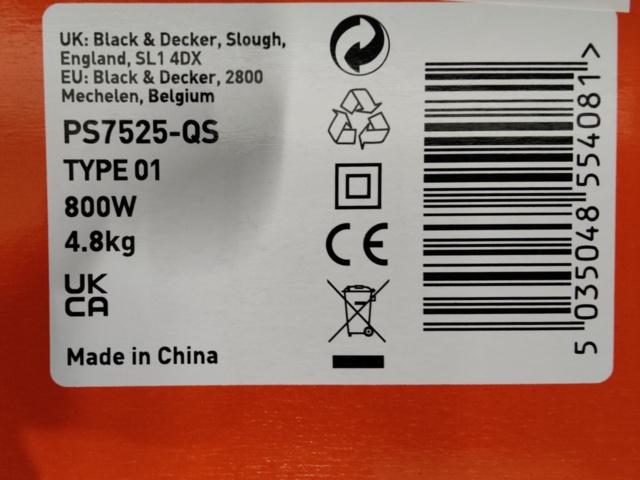 UK: Black & Decker, Slough,
England, SL1 4DX
EU: Black & Decker, 2800
Mechelen, Belgium
PS7525-QS
TYPE 01
800W
4.8kg
UK
CA
Made in China
CE
5 035048 554081 >